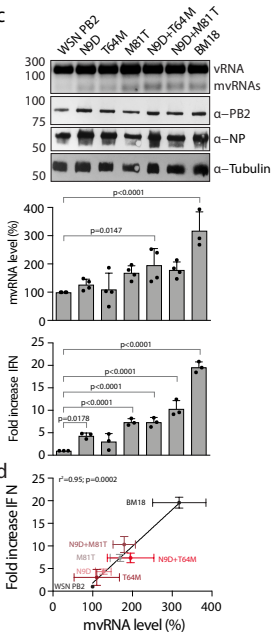 c
WSN PB2
N9D
T64M
M81T
N9D+T64M
N9D+M81T
BM18
300
100
vRNA
mvRNAs
100
75
α–PB2
50
α–NP
50
α–Tubulin
mvRNA level (%)
400
300
200
100
0
p<0.0001
p=0.0147
Fold increase IFN
25
20
15
10
5
0
p<0.0001
p<0.0001
p<0.0001
p<0.0001
p=0.0178
d
r²=0.95; p=0.0002
Fold increase IF N
25
20
15
10
5
0
BM18
N9D+M81T
M81T
N9D+T64M
N9D
T64M
WSN PB2
0 100 200 300 400
mvRNA level (%)